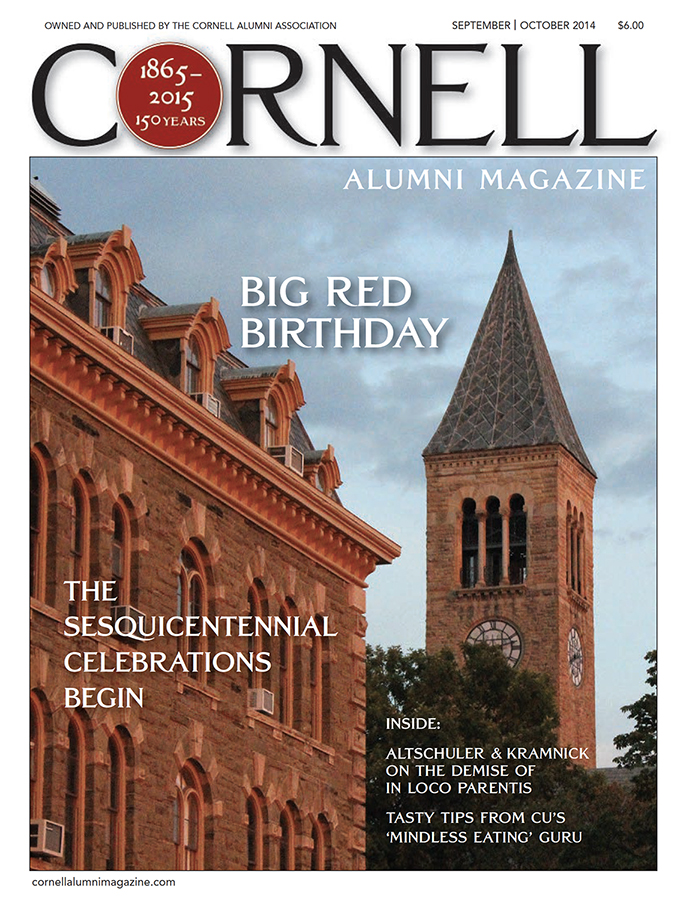 OWNED AND PUBLISHED BY THE CORNELL ALUMNI ASSOCIATION
SEPTEMBER | OCTOBER 2014 $6.00
CORNELL
1865–
2015
150 YEARS
ALUMNI MAGAZINE
BIG RED
BIRTHDAY
THE
SESQUICENTENNIAL
CELEBRATIONS
BEGIN
INSIDE:
ALTSCHULER & KRAMNICK
ON THE DEMISE OF
IN LOCO PARENTIS
TASTY TIPS FROM CU'S
'MINDLESS EATING' GURU
cornellalumnimagazine.com